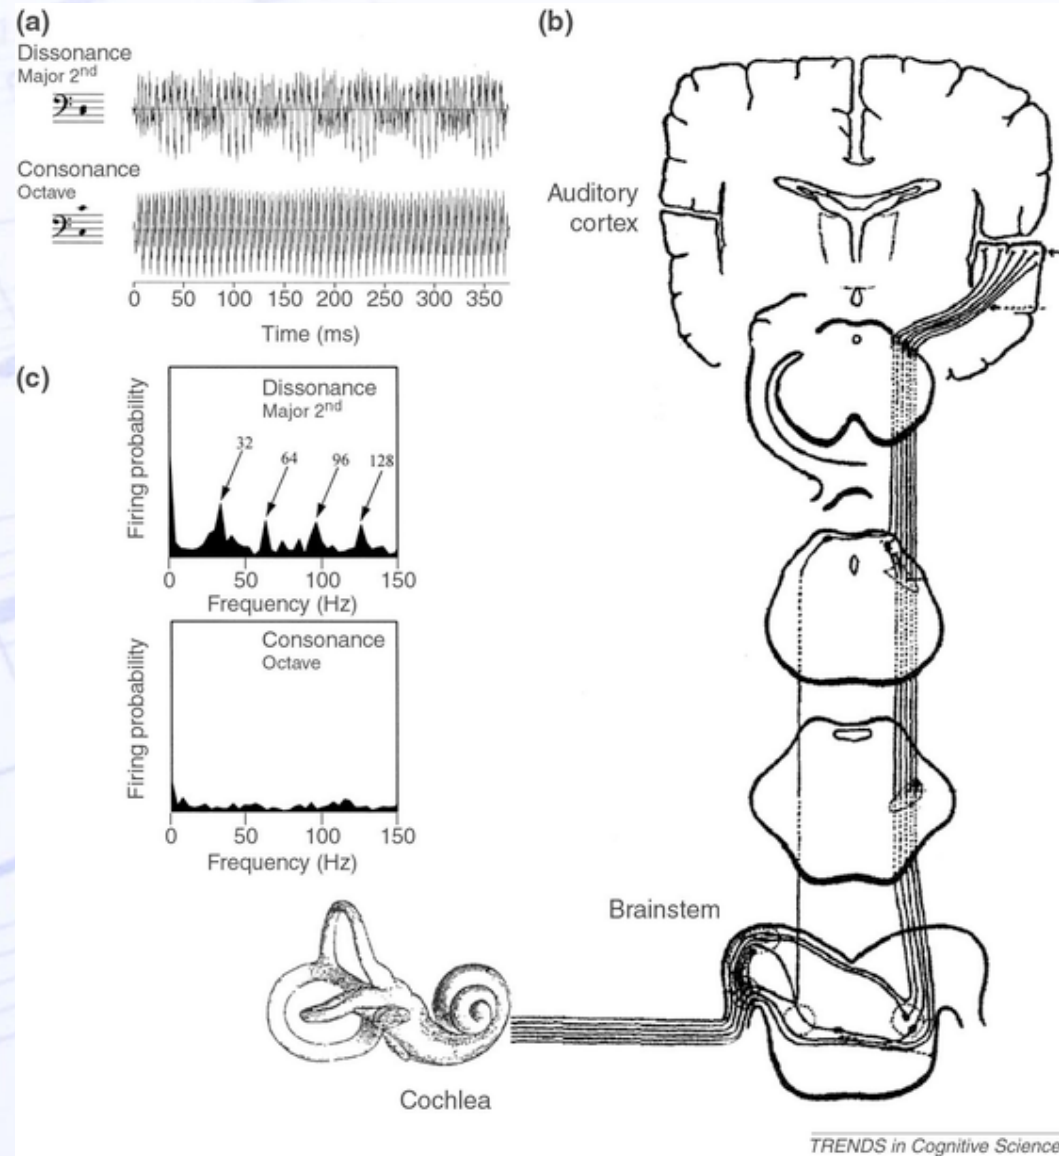 (a)
Dissonance
Major 2nd
Consonance
Octave
0 50 100 150 200 250 300 350
Time (ms)
(b)
Auditory
cortex
Brainstem
Cochlea
(c)
Firing probability
Dissonance
Major 2nd
32 64 96 128
0 50 100 150
Frequency (Hz)
Firing probability
Consonance
Octave
0 50 100 150
Frequency (Hz)
TRENDS in Cognitive Science